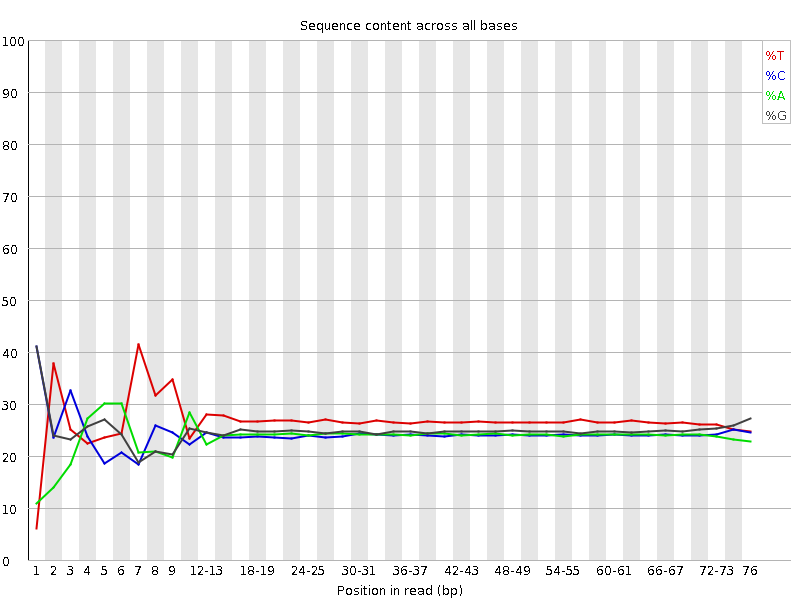 Sequence content across all bases
100
90
80
70
60
50
40
30
20
10
0
%T
%C
%A
%G
1 2 3 4 5 6 7 8 9 12-13 18-19 24-25 30-31 36-37 42-43 48-49 54-55 60-61 66-67 72-73 76
Position in read (bp)